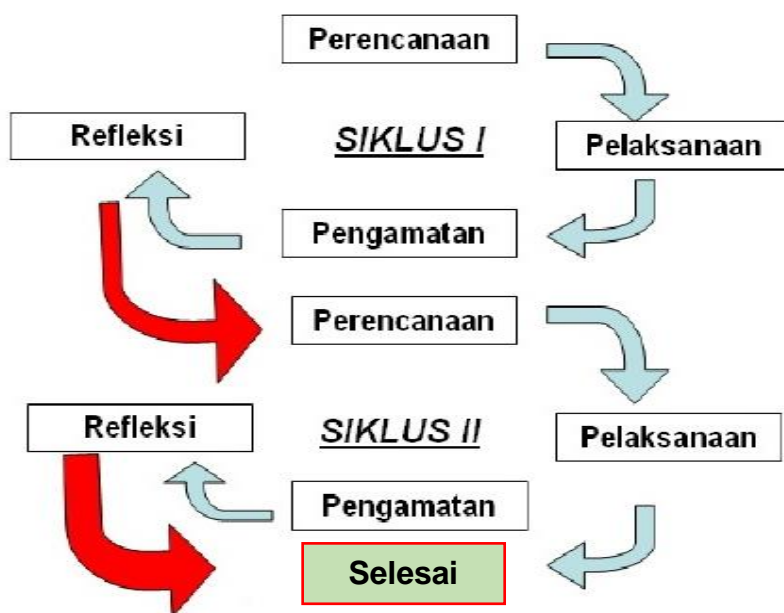 Perencanaan
Refleksi
SIKLUS I
Pelaksanaan
Pengamatan
Perencanaan
Refleksi
SIKLUS II
Pelaksanaan
Pengamatan
Selesai